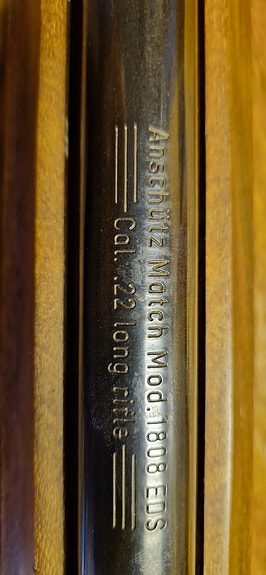 Anschütz Match Mod. 1808 EDS
Cal. .22 long rifle